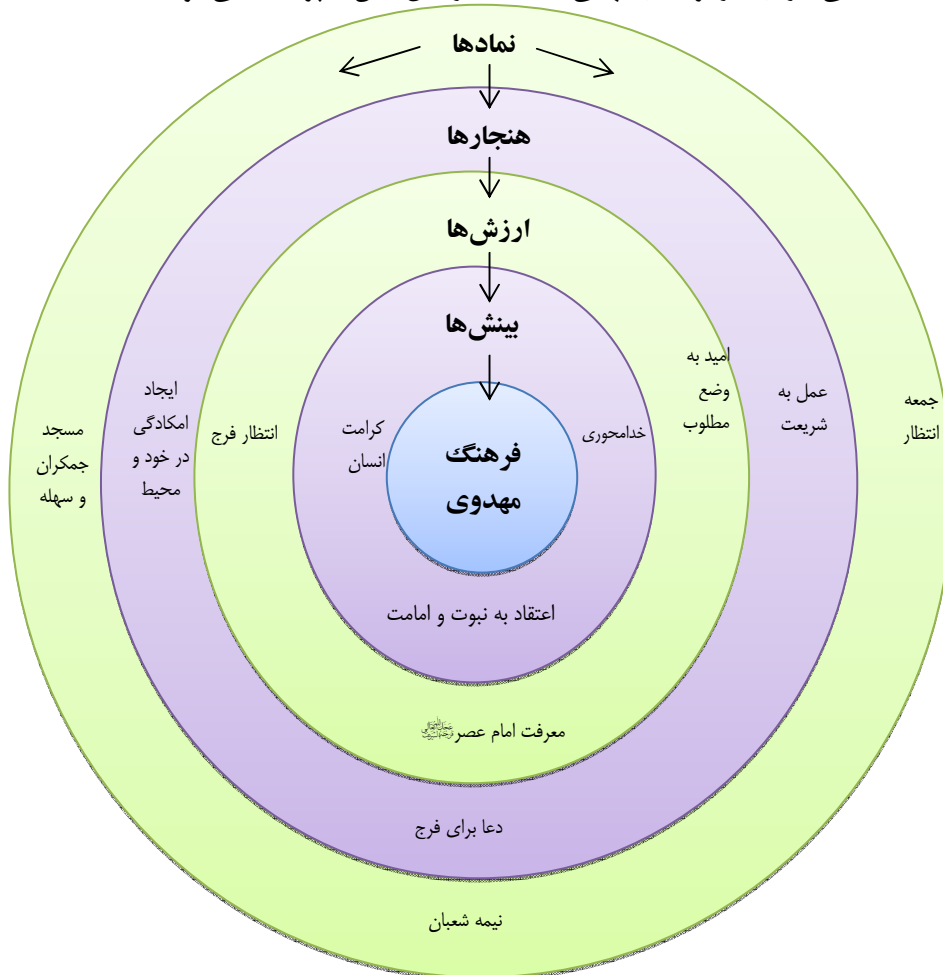 نمادها
هنجارها
ارزش‌ها
بینش‌ها
فرهنگ
مهدوی
جمعه
انتظار
عمل به
شریعت
امید به
وضع
مطلوب
خدامحوری
کرامت
انسان
انتظار فرج
ایجاد
امکادگی
در خود و
محیط
مسجد
جمکران
و سهله
اعتقاد به نبوت و امامت
معرفت امام عصر
دعا برای فرج
نیمه شعبان